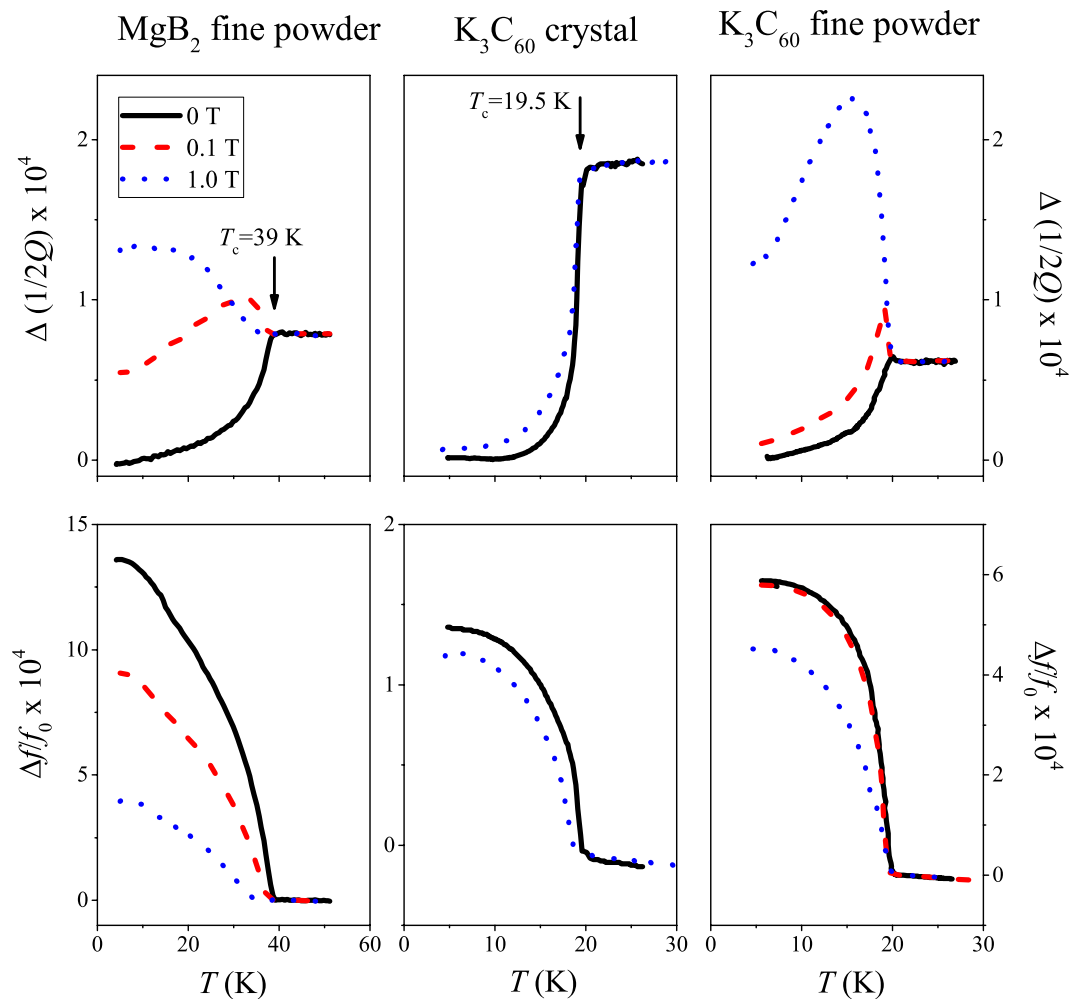 MgB2 fine powder
K3C60 crystal
K3C60 fine powder
0 T
0.1 T
1.0 T
Tc=39 K
Tc=19.5 K
Δ (1/2Q) x 10^4
2
1
0
Δ (1/2Q) x 10^4
2
1
0
Δf/f0 x 10^4
15
10
5
0
2
1
0
Δf/f0 x 10^4
6
4
2
0
0 20 40 60
0 10 20 30
0 10 20 30
T (K)
T (K)
T (K)